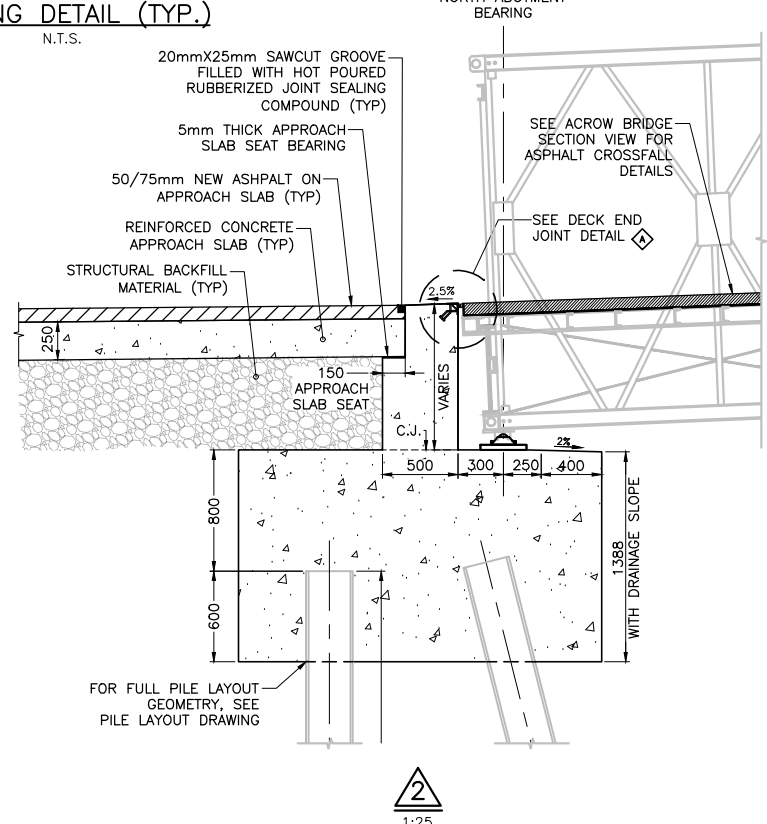 NG DETAIL (TYP.)
N.T.S.
BEARING
20mmX25mm SAWCUT GROOVE
FILLED WITH HOT POURED
RUBBERIZED JOINT SEALING
COMPOUND (TYP)
5mm THICK APPROACH
SLAB SEAT BEARING
50/75mm NEW ASHPALT ON
APPROACH SLAB (TYP)
REINFORCED CONCRETE
APPROACH SLAB (TYP)
STRUCTURAL BACKFILL
MATERIAL (TYP)
SEE ACROW BRIDGE
SECTION VIEW FOR
ASPHALT CROSSFALL
DETAILS
SEE DECK END
JOINT DETAIL A
2.5%
250
150
APPROACH
SLAB SEAT
VARIES
C.J.
2%
500
300
250
400
800
600
1388
WITH DRAINAGE SLOPE
FOR FULL PILE LAYOUT
GEOMETRY, SEE
PILE LAYOUT DRAWING
2
1:25